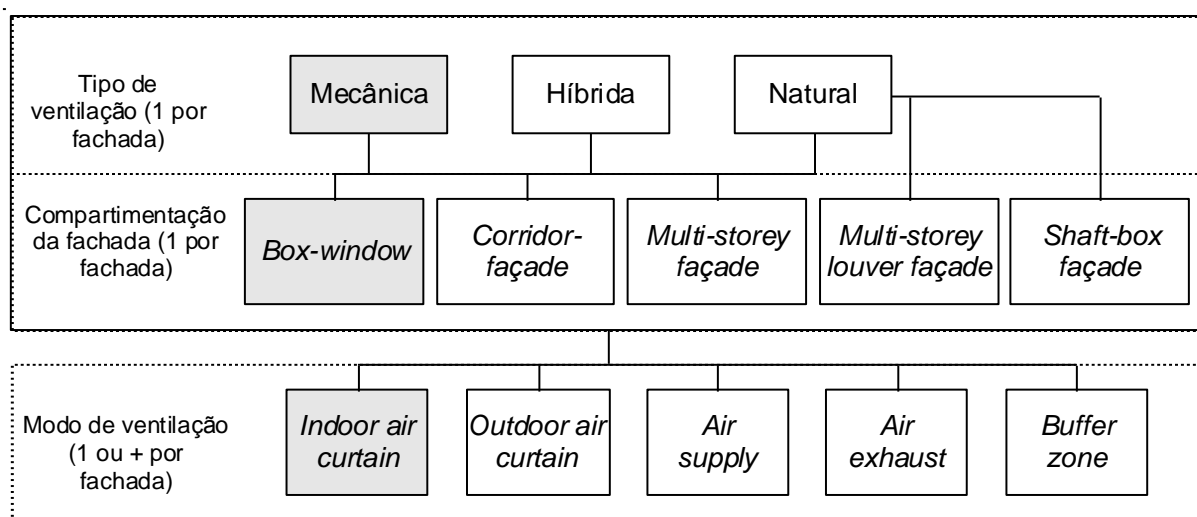 Tipo de
ventilação (1 por
fachada)
Mecânica
Híbrida
Natural
Compartimentação
da fachada (1 por
fachada)
Box-window
Corridor-
façade
Multi-storey
façade
Multi-storey
louver façade
Shaft-box
façade
Modo de ventilação
(1 ou + por
fachada)
Indoor air
curtain
Outdoor air
curtain
Air
supply
Air
exhaust
Buffer
zone